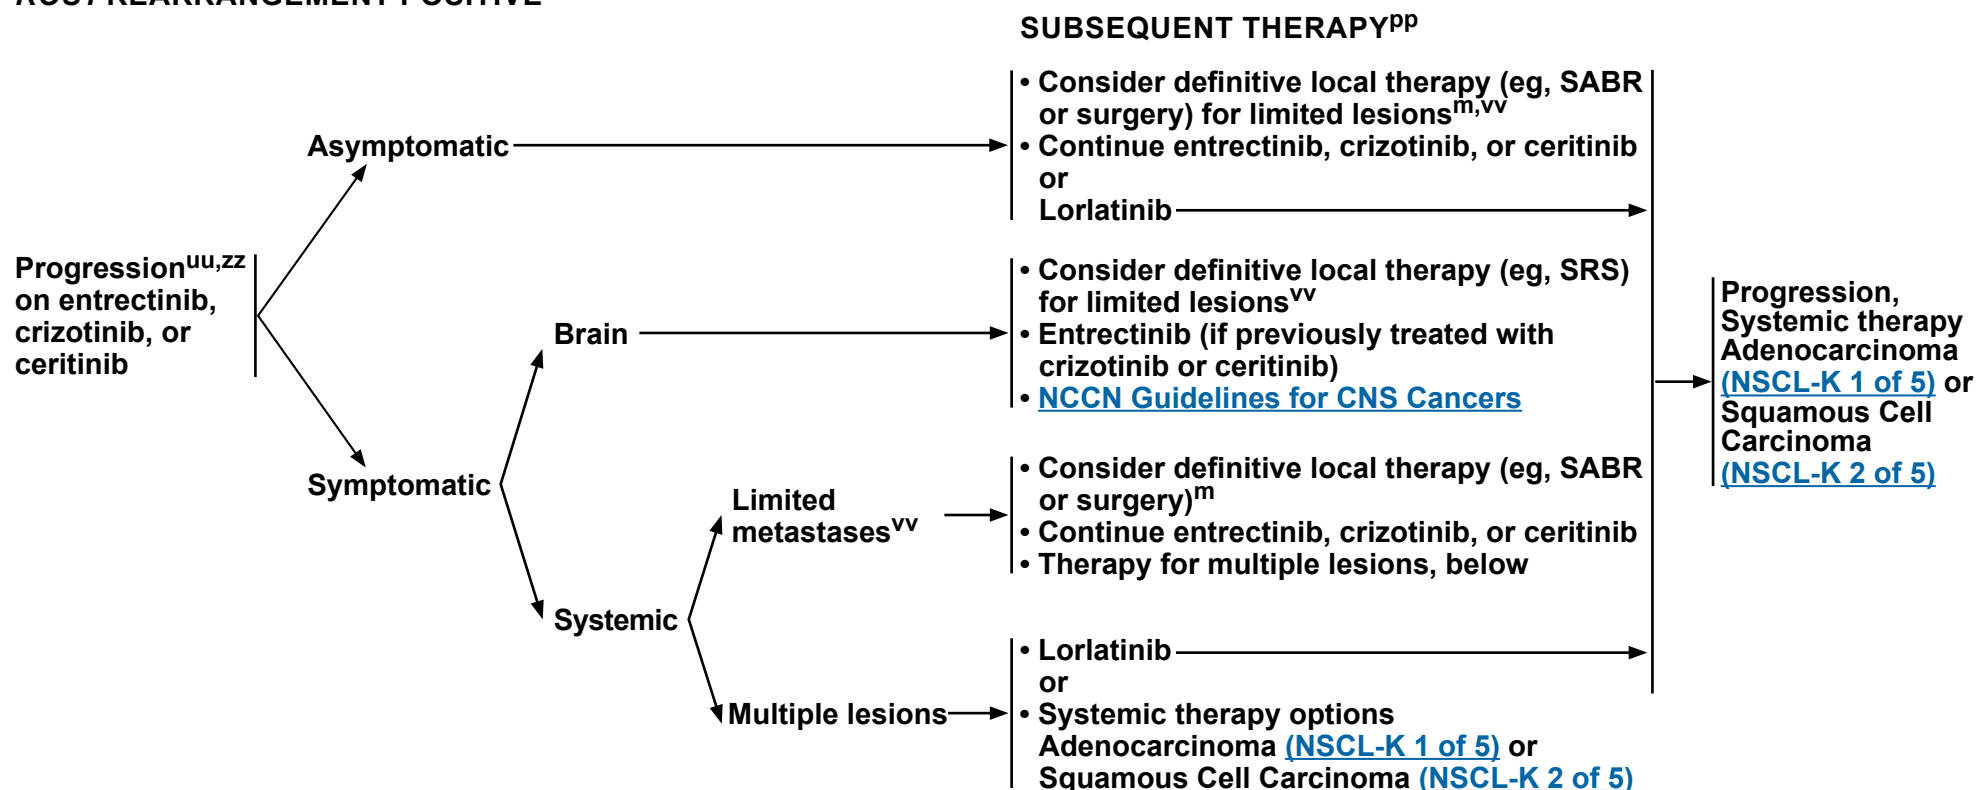 REARRANGEMENT POSITIVE
SUBSEQUENT THERAPYpp
Progressionuu,zz
on entrectinib,
crizotinib, or
ceritinib
Asymptomatic
• Consider definitive local therapy (eg, SABR
or surgery) for limited lesionsm,vv
• Continue entrectinib, crizotinib, or ceritinib
or
Lorlatinib
Symptomatic
Brain
• Consider definitive local therapy (eg, SRS)
for limited lesionsvv
• Entrectinib (if previously treated with
crizotinib or ceritinib)
• NCCN Guidelines for CNS Cancers
Systemic
Limited
metastasesvv
• Consider definitive local therapy (eg, SABR
or surgery)m
• Continue entrectinib, crizotinib, or ceritinib
• Therapy for multiple lesions, below
Multiple lesions
• Lorlatinib
or
• Systemic therapy options
Adenocarcinoma (NSCL-K 1 of 5) or
Squamous Cell Carcinoma (NSCL-K 2 of 5)
Progression,
Systemic therapy
Adenocarcinoma
(NSCL-K 1 of 5) or
Squamous Cell
Carcinoma
(NSCL-K 2 of 5)